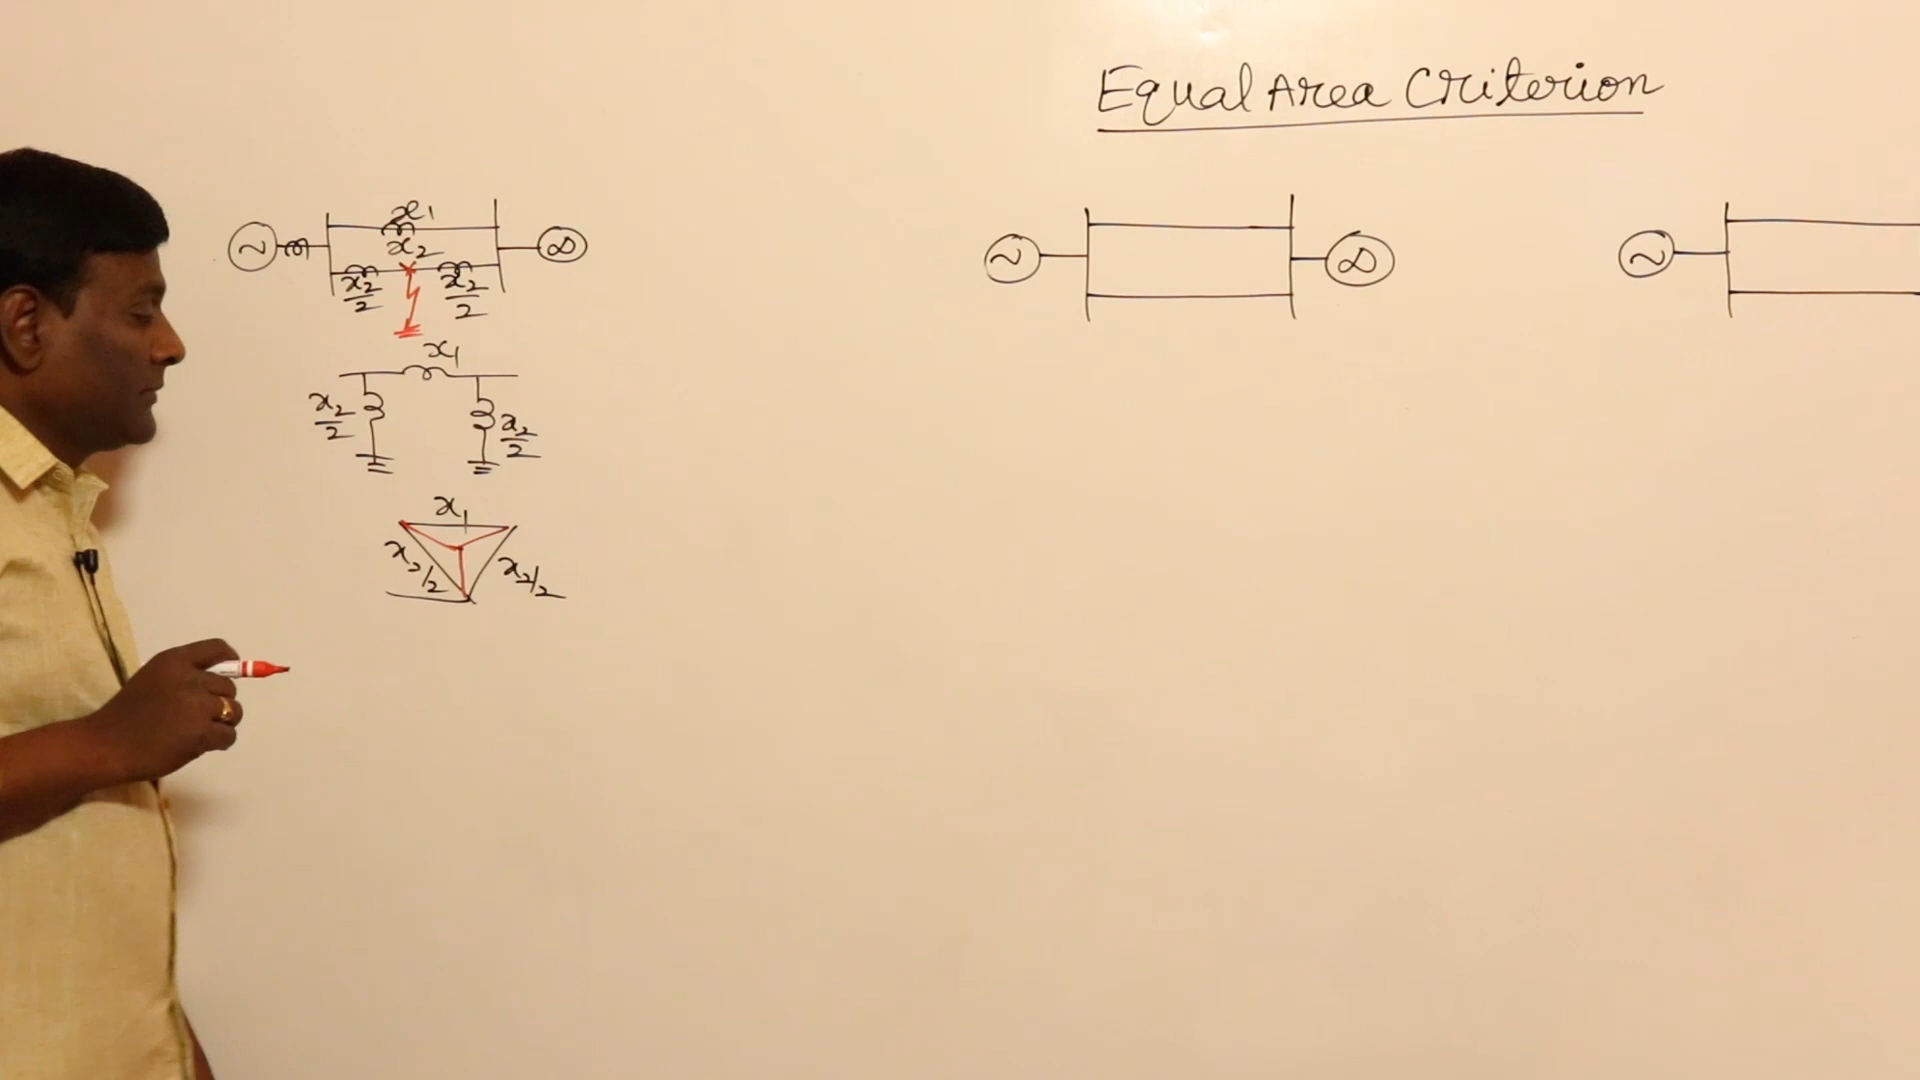 Equal Area Criterion
x₁
x₂
~
∞
x₂/2
x₂/2
~
∞
~
x₁
x₂/2
x₂/2
x₁
x₂/2
x₂/2